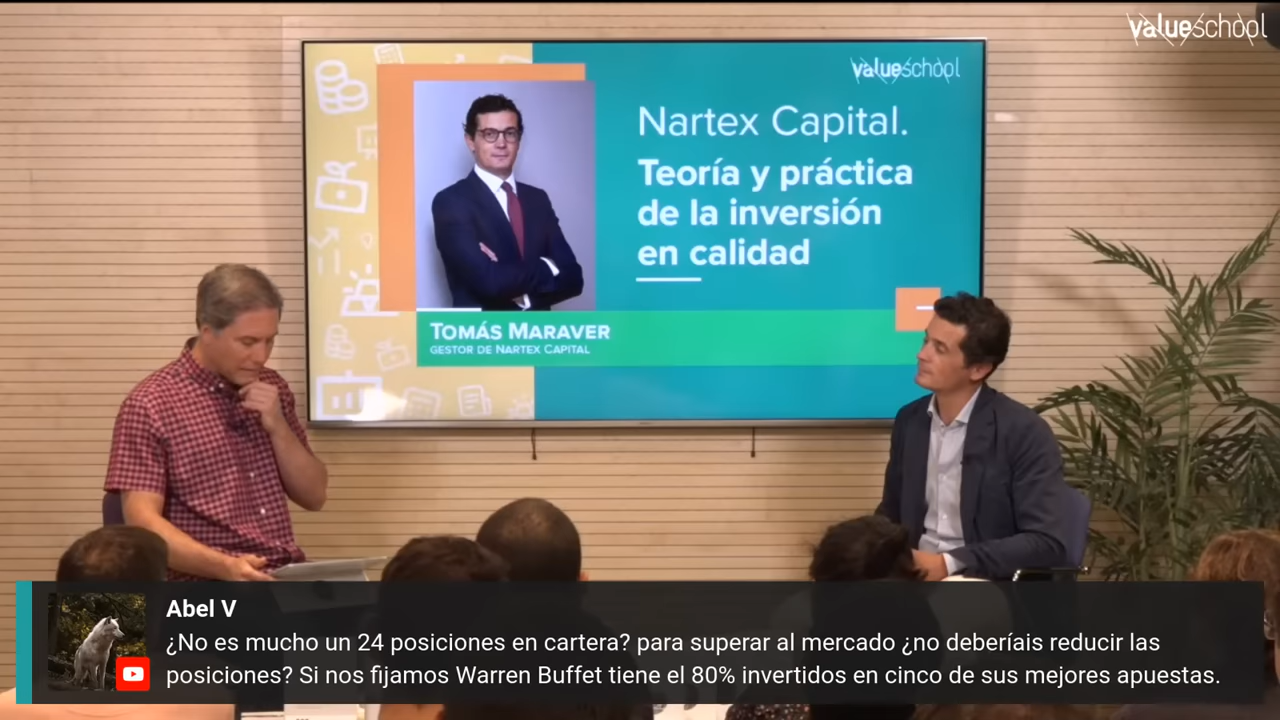 valueschool
valueschool
Nartex Capital.
Teoría y práctica
de la inversión
en calidad
TOMÁS MARAVER
GESTOR DE NARTEX CAPITAL
Abel V
¿No es mucho un 24 posiciones en cartera? para superar al mercado ¿no deberíais reducir las
posiciones? Si nos fijamos Warren Buffet tiene el 80% invertidos en cinco de sus mejores apuestas.